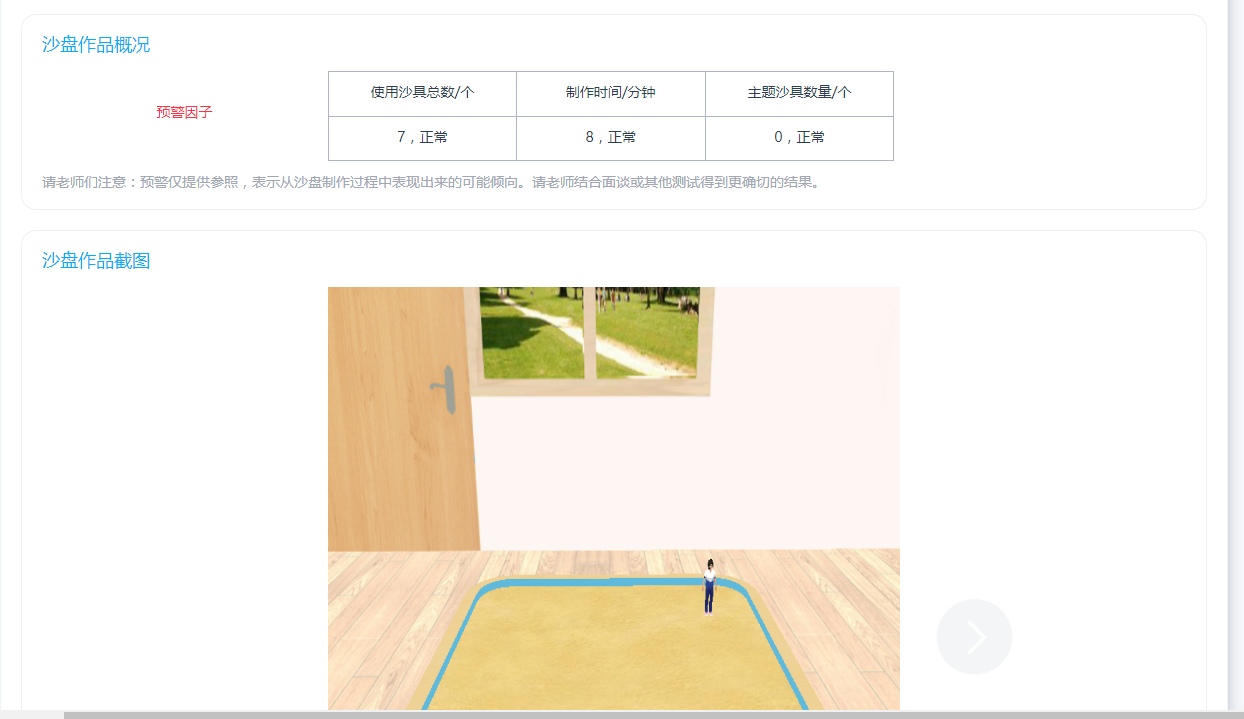 沙盘作品概况
预警因子
使用沙具总数/个 制作时间/分钟 主题沙具数量/个
7，正常 8，正常 0，正常
请老师们注意：预警仅提供参照，表示从沙盘制作过程中表现出来的可能倾向。请老师结合面谈或其他测试得到更确切的结果。
沙盘作品截图